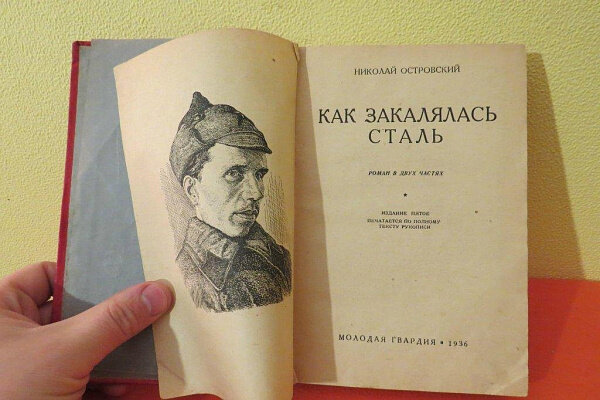 НИКОЛАЙ ОСТРОВСКИЙ
КАК ЗАКАЛЯЛАСЬ
СТАЛЬ
РОМАН В ДВУХ ЧАСТЯХ
ИЗДАНИЕ ПЯТОЕ
ПЕЧАТАЕТСЯ ПО ПОЛНОМУ
ТЕКСТУ РУКОПИСИ
МОЛОДАЯ ГВАРДИЯ • 1936